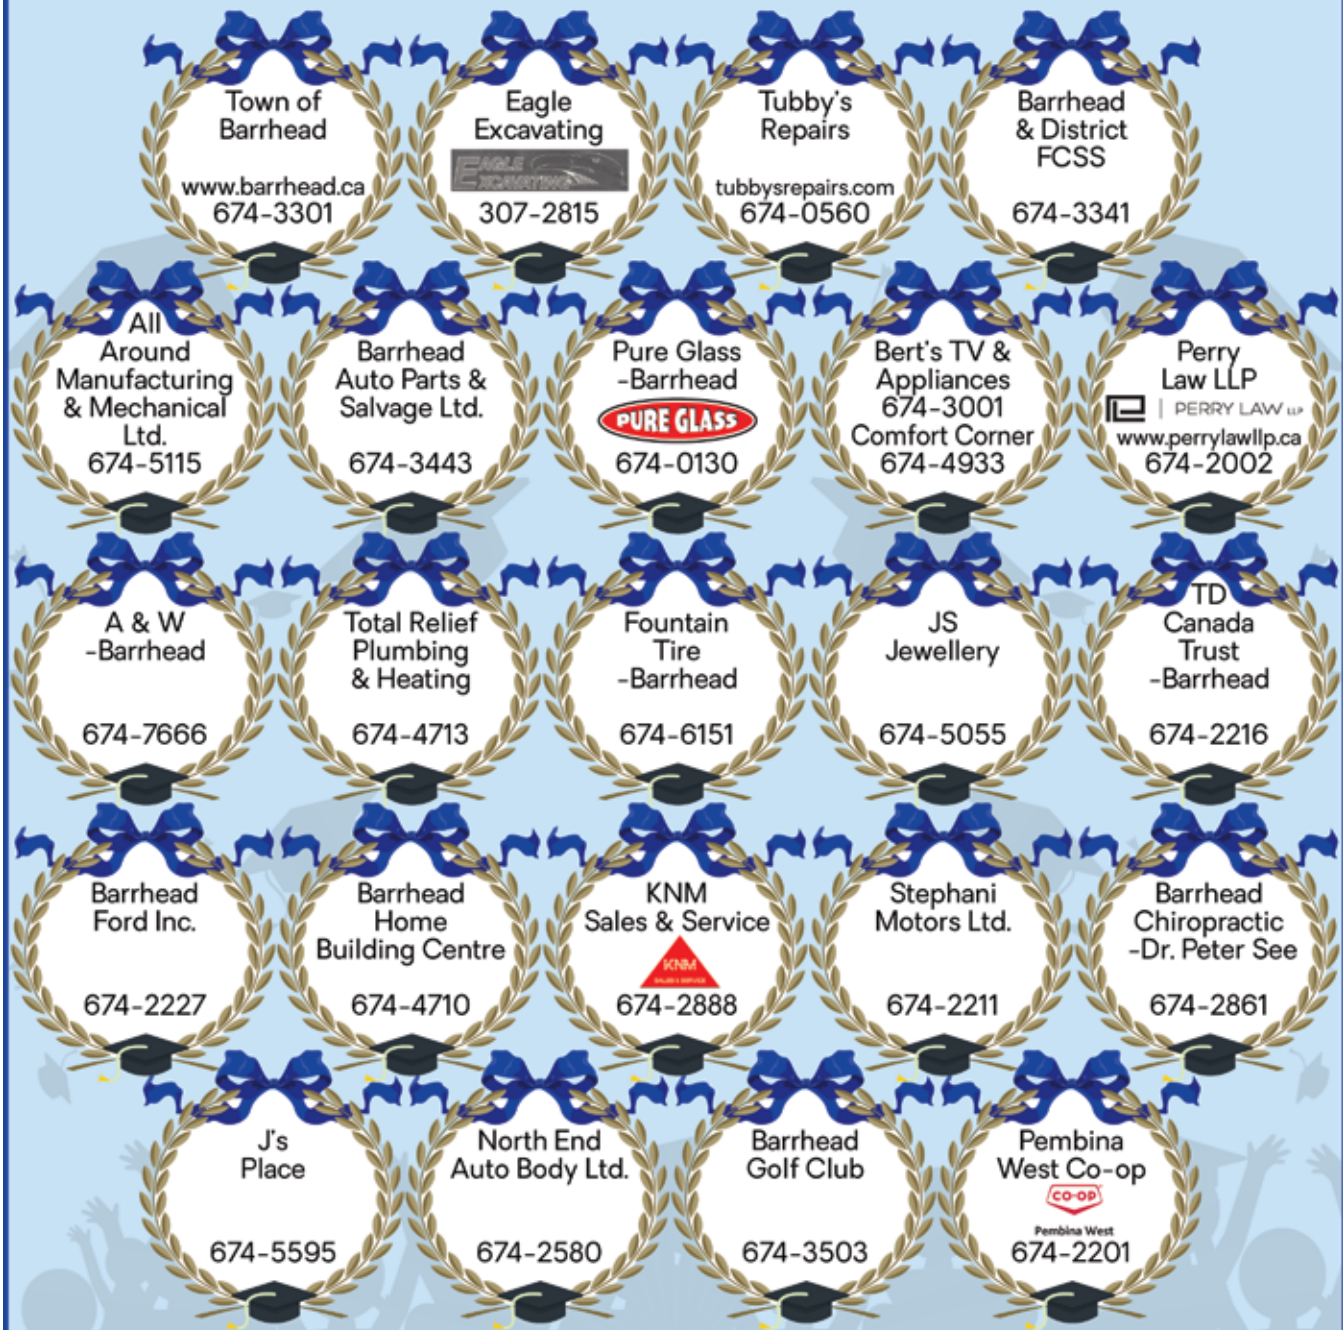 Town of
Barrhead
www.barrhead.ca
674-3301
Eagle
Excavating
EAGLE
EXCAVATING
307-2815
Tubby's
Repairs
tubbysrepairs.com
674-0560
Barrhead
& District
FCSS
674-3341
All
Around
Manufacturing
& Mechanical
Ltd.
674-5115
Barrhead
Auto Parts &
Salvage Ltd.
674-3443
Pure Glass
-Barrhead
PURE GLASS
674-0130
Bert's TV &
Appliances
674-3001
Comfort Corner
674-4933
Perry
Law LLP
PERRY LAW LLP
www.perrylawllp.ca
674-2002
A & W
-Barrhead
674-7666
Total Relief
Plumbing
& Heating
674-4713
Fountain
Tire
-Barrhead
674-6151
JS
Jewellery
674-5055
TD
Canada
Trust
-Barrhead
674-2216
Barrhead
Ford Inc.
674-2227
Barrhead
Home
Building Centre
674-4710
KNM
Sales & Service
KNM
SALES & SERVICE
674-2888
Stephani
Motors Ltd.
674-2211
Barrhead
Chiropractic
-Dr. Peter See
674-2861
J's
Place
674-5595
North End
Auto Body Ltd.
674-2580
Barrhead
Golf Club
674-3503
Pembina
West Co-op
CO-OP
Pembina West
674-2201